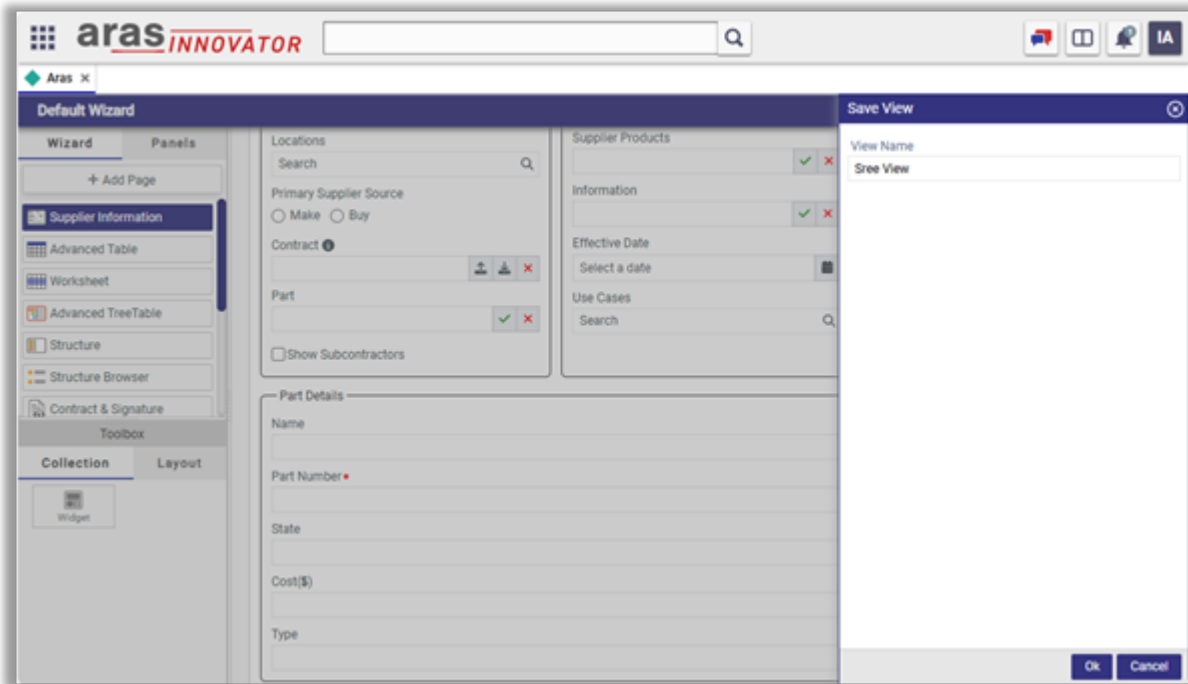 aras INNOVATOR
IA
Aras
Default Wizard
Wizard Panels
+ Add Page
Supplier Information
Advanced Table
Worksheet
Advanced TreeTable
Structure
Structure Browser
Contract & Signature
Toolbox
Collection Layout
Widget
Locations
Search
Primary Supplier Source
Make Buy
Contract
Part
Show Subcontractors
Supplier Products
Information
Effective Date
Select a date
Use Cases
Search
Part Details
Name
Part Number
State
Cost($)
Type
Save View
View Name
Sree View
Ok Cancel